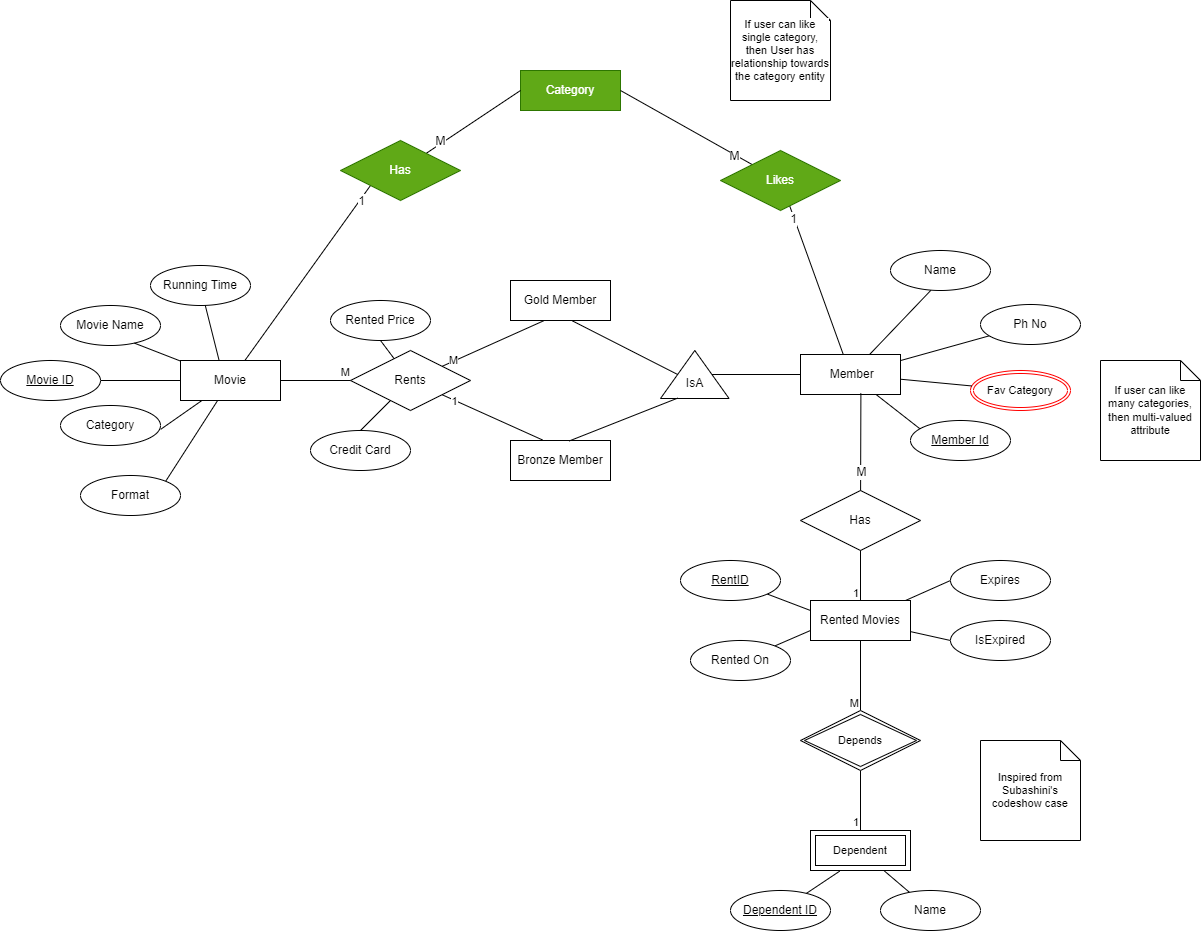 If user can like
single category,
then User has
relationship towards
the category entity
Category
M
M
Has
Likes
1
1
Name
Running Time
Gold Member
Ph No
Movie Name
Rented Price
M
M
Movie ID
Movie
Rents
IsA
Member
Fav Category
If user can like
many categories,
then multi-valued
attribute
1
Category
Credit Card
Bronze Member
Member Id
M
Format
Has
RentID
Expires
1
Rented Movies
IsExpired
Rented On
M
Depends
Inspired from
Subashini's
codeshow case
1
Dependent
Dependent ID
Name